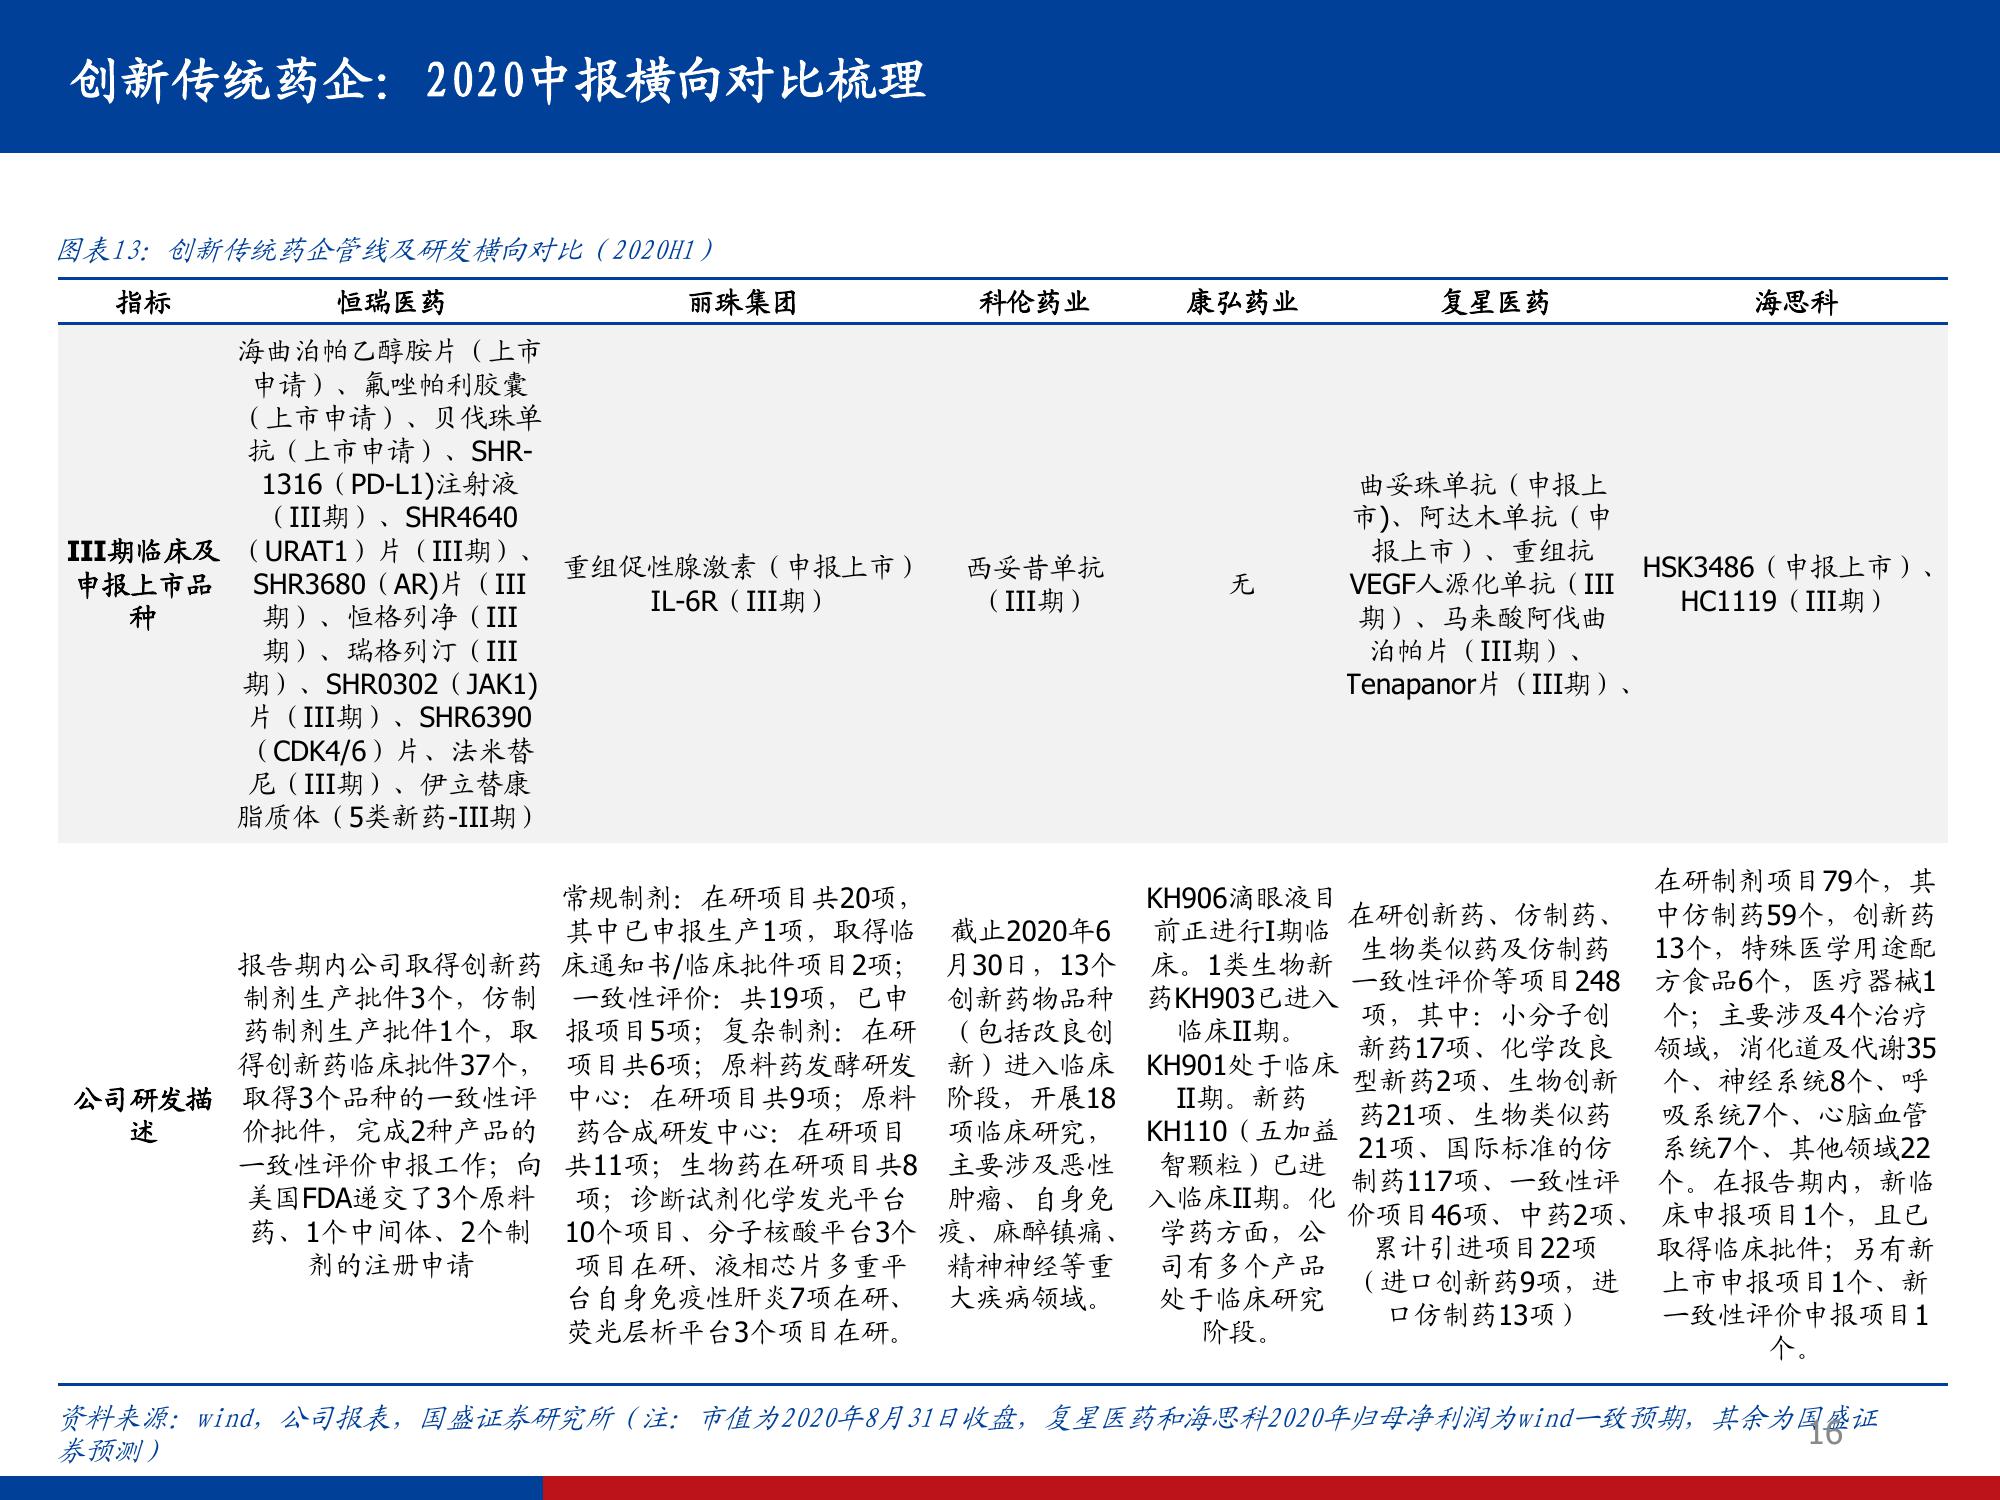 创新传统药企：2020中报横向对比梳理
图表13：创新传统药企管线及研发横向对比（2020H1）
指标
恒瑞医药
丽珠集团
科伦药业
康弘药业
复星医药
海思科
III期临床及
申报上市品
种
海曲泊帕乙醇胺片（上市
申请）、氟唑帕利胶囊
（上市申请）、贝伐珠单
抗（上市申请）、SHR-
1316（PD-L1)注射液
（III期）、SHR4640
（URAT1）片（III期）、
SHR3680（AR)片（III
期）、恒格列净（III
期）、瑞格列汀（III
期）、SHR0302（JAK1)
片（III期）、SHR6390
（CDK4/6）片、法米替
尼（III期）、伊立替康
脂质体（5类新药-III期）
重组促性腺激素（申报上市）
IL-6R（III期）
西妥昔单抗
（III期）
无
曲妥珠单抗（申报上
市)、阿达木单抗（申
报上市）、重组抗
VEGF人源化单抗（III
期）、马来酸阿伐曲
泊帕片（III期）、
Tenapanor片（III期）、
HSK3486（申报上市）、
HC1119（III期）
公司研发描
述
报告期内公司取得创新药
制剂生产批件3个，仿制
药制剂生产批件1个，取
得创新药临床批件37个，
取得3个品种的一致性评
价批件，完成2种产品的
一致性评价申报工作；向
美国FDA递交了3个原料
药、1个中间体、2个制
剂的注册申请
常规制剂：在研项目共20项，
其中已申报生产1项，取得临
床通知书/临床批件项目2项；
一致性评价：共19项，已申
报项目5项；复杂制剂：在研
项目共6项；原料药发酵研发
中心：在研项目共9项；原料
药合成研发中心：在研项目
共11项；生物药在研项目共8
项；诊断试剂化学发光平台
10个项目、分子核酸平台3个
项目在研、液相芯片多重平
台自身免疫性肝炎7项在研、
荧光层析平台3个项目在研。
截止2020年6
月30日，13个
创新药物品种
（包括改良创
新）进入临床
阶段，开展18
项临床研究，
主要涉及恶性
肿瘤、自身免
疫、麻醉镇痛、
精神神经等重
大疾病领域。
KH906滴眼液目
前正进行I期临
床。1类生物新
药KH903已进入
临床II期。
KH901处于临床
II期。新药
KH110（五加益
智颗粒）已进
入临床II期。化
学药方面，公
司有多个产品
处于临床研究
阶段。
在研创新药、仿制药、
生物类似药及仿制药
一致性评价等项目248
项，其中：小分子创
新药17项、化学改良
型新药2项、生物创新
药21项、生物类似药
21项、国际标准的仿
制药117项、一致性评
价项目46项、中药2项、
累计引进项目22项
（进口创新药9项，进
口仿制药13项）
在研制剂项目79个，其
中仿制药59个，创新药
13个，特殊医学用途配
方食品6个，医疗器械1
个；主要涉及4个治疗
领域，消化道及代谢35
个、神经系统8个、呼
吸系统7个、心脑血管
系统7个、其他领域22
个。在报告期内，新临
床申报项目1个，且已
取得临床批件；另有新
上市申报项目1个、新
一致性评价申报项目1
个。
资料来源：wind，公司报表，国盛证券研究所（注：市值为2020年8月31日收盘，复星医药和海思科2020年归母净利润为wind一致预期，其余为国盛证
券预测）
16